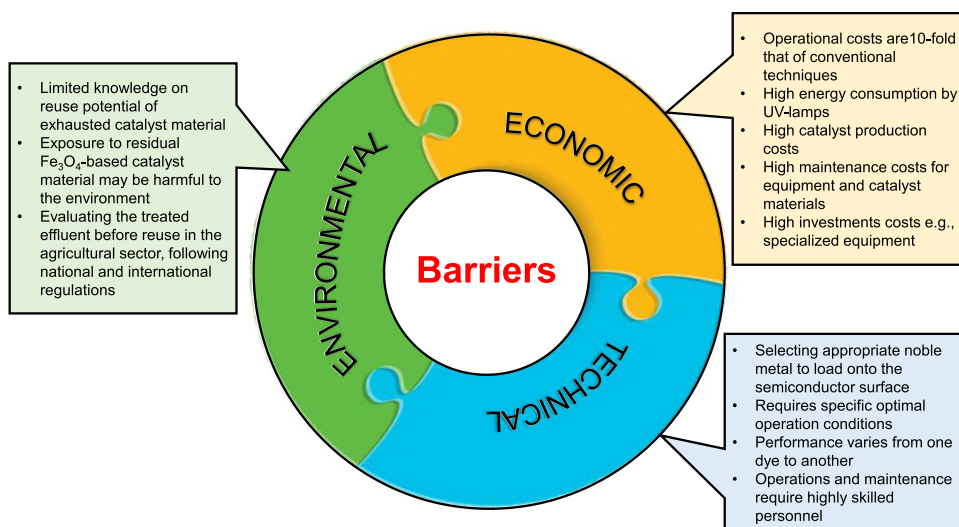 • Limited knowledge on
reuse potential of
exhausted catalyst material
• Exposure to residual
Fe₃O₄-based catalyst
material may be harmful to
the environment
• Evaluating the treated
effluent before reuse in the
agricultural sector, following
national and international
regulations
ENVIRONMENTAL
ECONOMIC
Barriers
TECHNICAL
• Operational costs are10-fold
that of conventional
techniques
• High energy consumption by
UV-lamps
• High catalyst production
costs
• High maintenance costs for
equipment and catalyst
materials
• High investments costs e.g.,
specialized equipment
• Selecting appropriate noble
metal to load onto the
semiconductor surface
• Requires specific optimal
operation conditions
• Performance varies from one
dye to another
• Operations and maintenance
require highly skilled
personnel